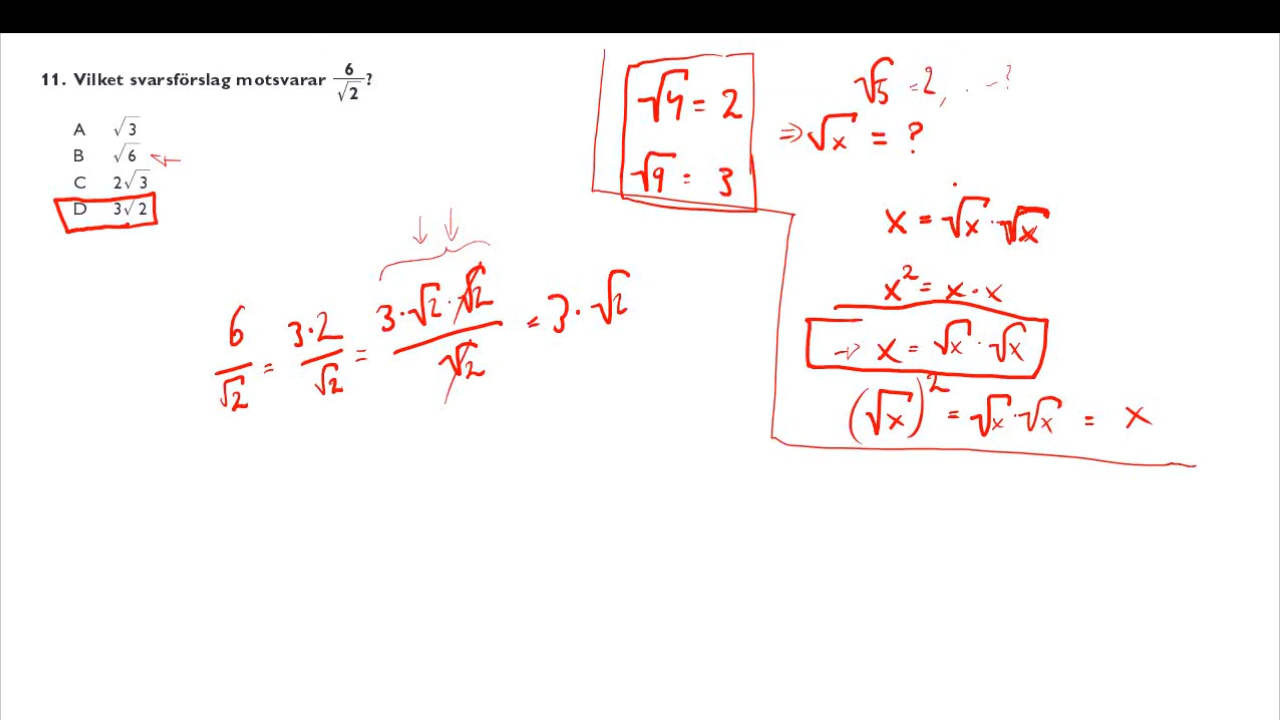 11. Vilket svarsförslag motsvarar 6/√2?
A √3
B √6 ←
C 2√3
D 3√2
6/√2 = 3·2/√2 = 3·√2·√2/√2 = 3·√2
√4 = 2
√9 = 3
√5 = 2, . – ?
⇒ √x = ?
x = √x · √x
x² = x · x
→ x = √x · √x
(√x)² = √x · √x = x